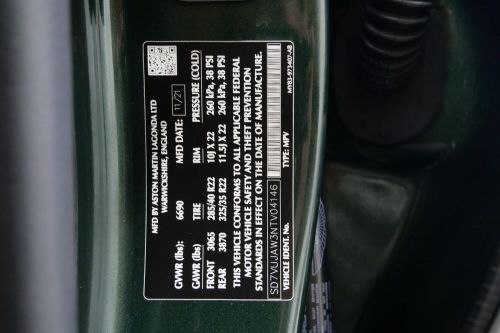 MFD BY ASTON MARTIN LAGONDA LTD
WARWICKSHIRE, ENGLAND
GVWR (lbs): 6690 MFD DATE: 11/21
GAWR (lbs) TIRE RIM PRESSURE (COLD)
FRONT 3065 285/40 R22 10J X 22 260 kPa, 38 PSI
REAR 3870 325/35 R22 11.5J X 22 260 kPa, 38 PSI
THIS VEHICLE CONFORMS TO ALL APPLICABLE FEDERAL
MOTOR VEHICLE SAFETY AND THEFT PREVENTION
STANDARDS IN EFFECT ON THE DATE OF MANUFACTURE.
SD7VUJAW3NTV04146
VEHICLE IDENT. No. TYPE: MPV
MY83-973407-AB